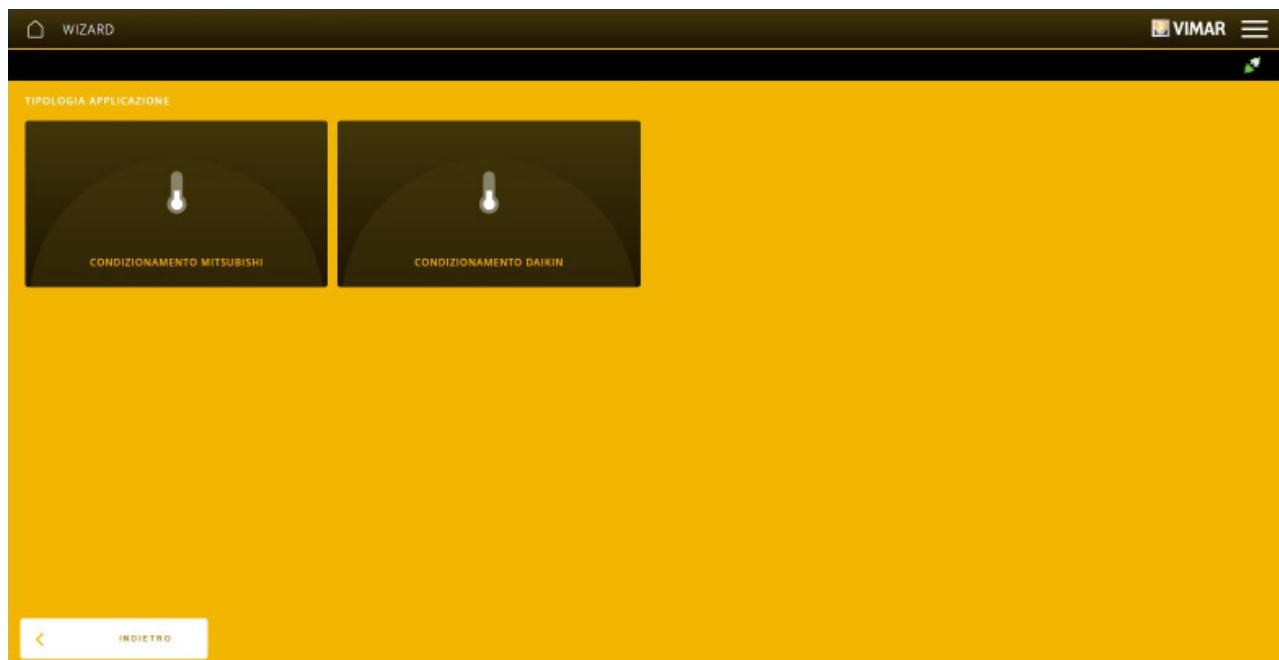 WIZARD
VIMAR
TIPOLOGIA APPLICAZIONE
CONDIZIONAMENTO MITSUBISHI
CONDIZIONAMENTO DAIKIN
INDIETRO